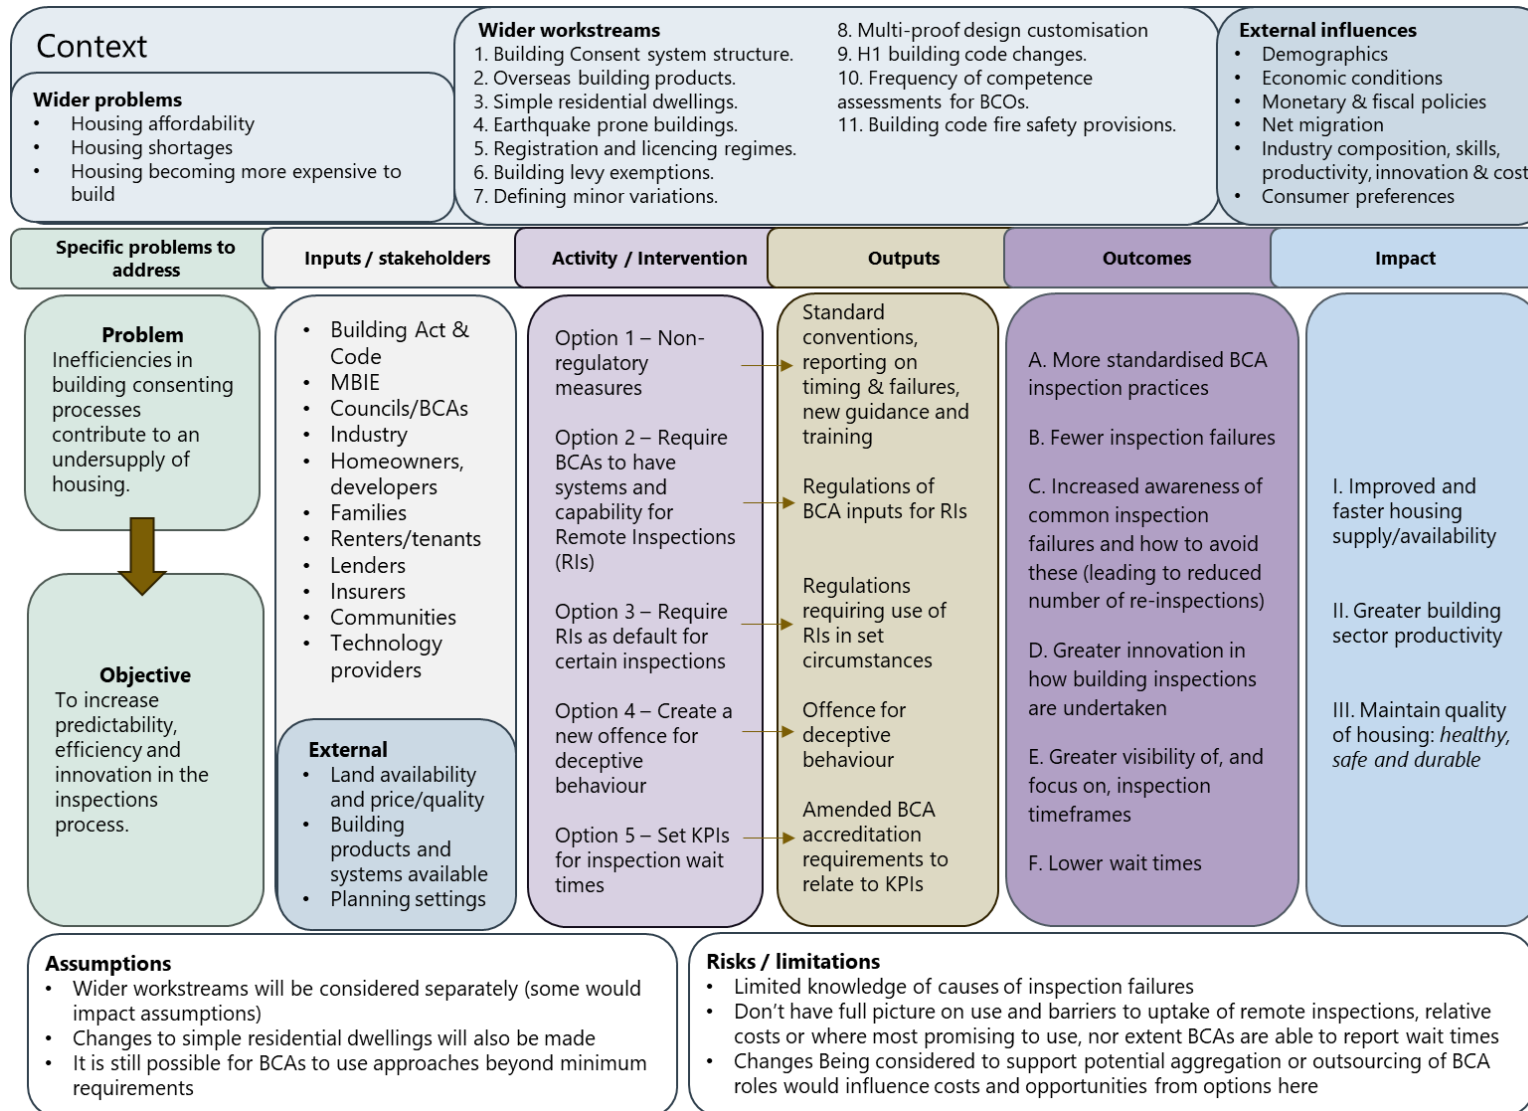 Context
Wider problems
• Housing affordability
• Housing shortages
• Housing becoming more expensive to
build
Wider workstreams
1. Building Consent system structure.
2. Overseas building products.
3. Simple residential dwellings.
4. Earthquake prone buildings.
5. Registration and licencing regimes.
6. Building levy exemptions.
7. Defining minor variations.
8. Multi-proof design customisation
9. H1 building code changes.
10. Frequency of competence
assessments for BCOs.
11. Building code fire safety provisions.
External influences
• Demographics
• Economic conditions
• Monetary & fiscal policies
• Net migration
• Industry composition, skills,
productivity, innovation & cost
• Consumer preferences
Specific problems to
address
Inputs / stakeholders
Activity / Intervention
Outputs
Outcomes
Impact
Problem
Inefficiencies in
building consenting
processes
contribute to an
undersupply of
housing.
Objective
To increase
predictability,
efficiency and
innovation in the
inspections
process.
• Building Act &
Code
• MBIE
• Councils/BCAs
• Industry
• Homeowners,
developers
• Families
• Renters/tenants
• Lenders
• Insurers
• Communities
• Technology
providers
External
• Land availability
and price/quality
• Building
products and
systems available
• Planning settings
Option 1 – Non-
regulatory
measures
Option 2 – Require
BCAs to have
systems and
capability for
Remote Inspections
(RIs)
Option 3 – Require
RIs as default for
certain inspections
Option 4 – Create a
new offence for
deceptive
behaviour
Option 5 – Set KPIs
for inspection wait
times
Standard
conventions,
reporting on
timing & failures,
new guidance and
training
Regulations of
BCA inputs for RIs
Regulations
requiring use of
RIs in set
circumstances
Offence for
deceptive
behaviour
Amended BCA
accreditation
requirements to
relate to KPIs
A. More standardised BCA
inspection practices
B. Fewer inspection failures
C. Increased awareness of
common inspection
failures and how to avoid
these (leading to reduced
number of re-inspections)
D. Greater innovation in
how building inspections
are undertaken
E. Greater visibility of, and
focus on, inspection
timeframes
F. Lower wait times
I. Improved and
faster housing
supply/availability
II. Greater building
sector productivity
III. Maintain quality
of housing: healthy,
safe and durable
Assumptions
• Wider workstreams will be considered separately (some would
impact assumptions)
• Changes to simple residential dwellings will also be made
• It is still possible for BCAs to use approaches beyond minimum
requirements
Risks / limitations
• Limited knowledge of causes of inspection failures
• Don't have full picture on use and barriers to uptake of remote inspections, relative
costs or where most promising to use, nor extent BCAs are able to report wait times
• Changes Being considered to support potential aggregation or outsourcing of BCA
roles would influence costs and opportunities from options here